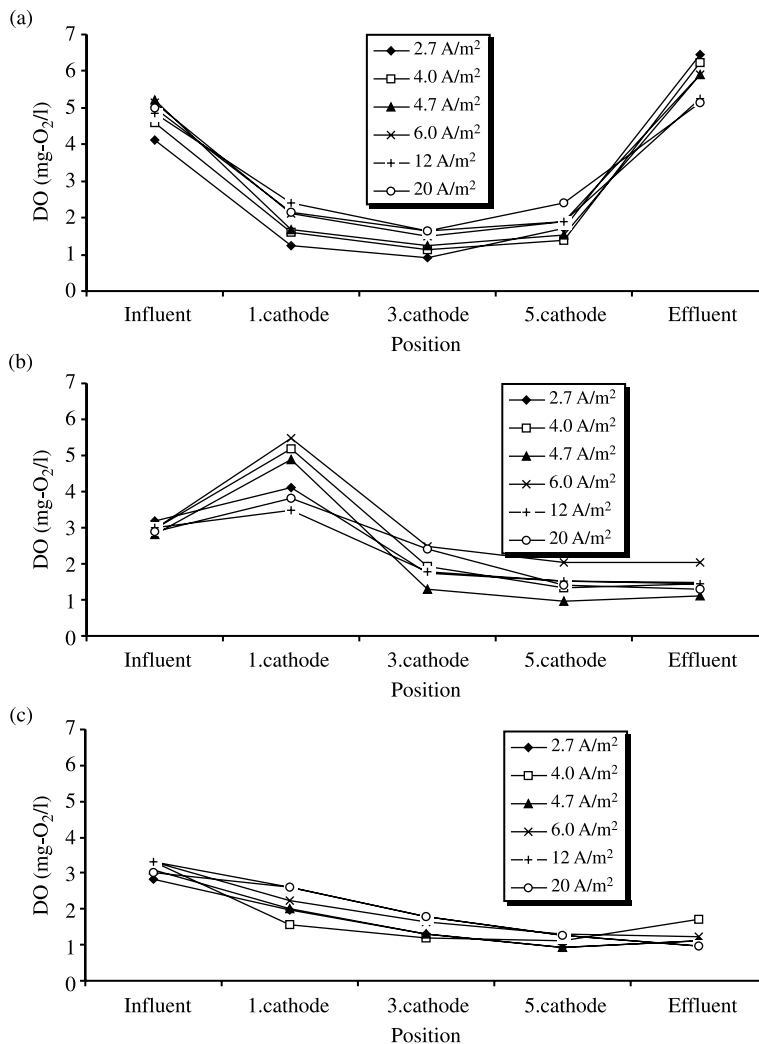 (a)
7
6
5
4
3
2
1
0
DO (mg-O₂/l)
2.7 A/m²
4.0 A/m²
4.7 A/m²
6.0 A/m²
12 A/m²
20 A/m²
Influent 1.cathode 3.cathode 5.cathode Effluent
Position
(b)
7
6
5
4
3
2
1
0
DO (mg-O₂/l)
2.7 A/m²
4.0 A/m²
4.7 A/m²
6.0 A/m²
12 A/m²
20 A/m²
Influent 1.cathode 3.cathode 5.cathode Effluent
Position
(c)
7
6
5
4
3
2
1
0
DO (mg-O₂/l)
2.7 A/m²
4.0 A/m²
4.7 A/m²
6.0 A/m²
12 A/m²
20 A/m²
Influent 1.cathode 3.cathode 5.cathode Effluent
Position